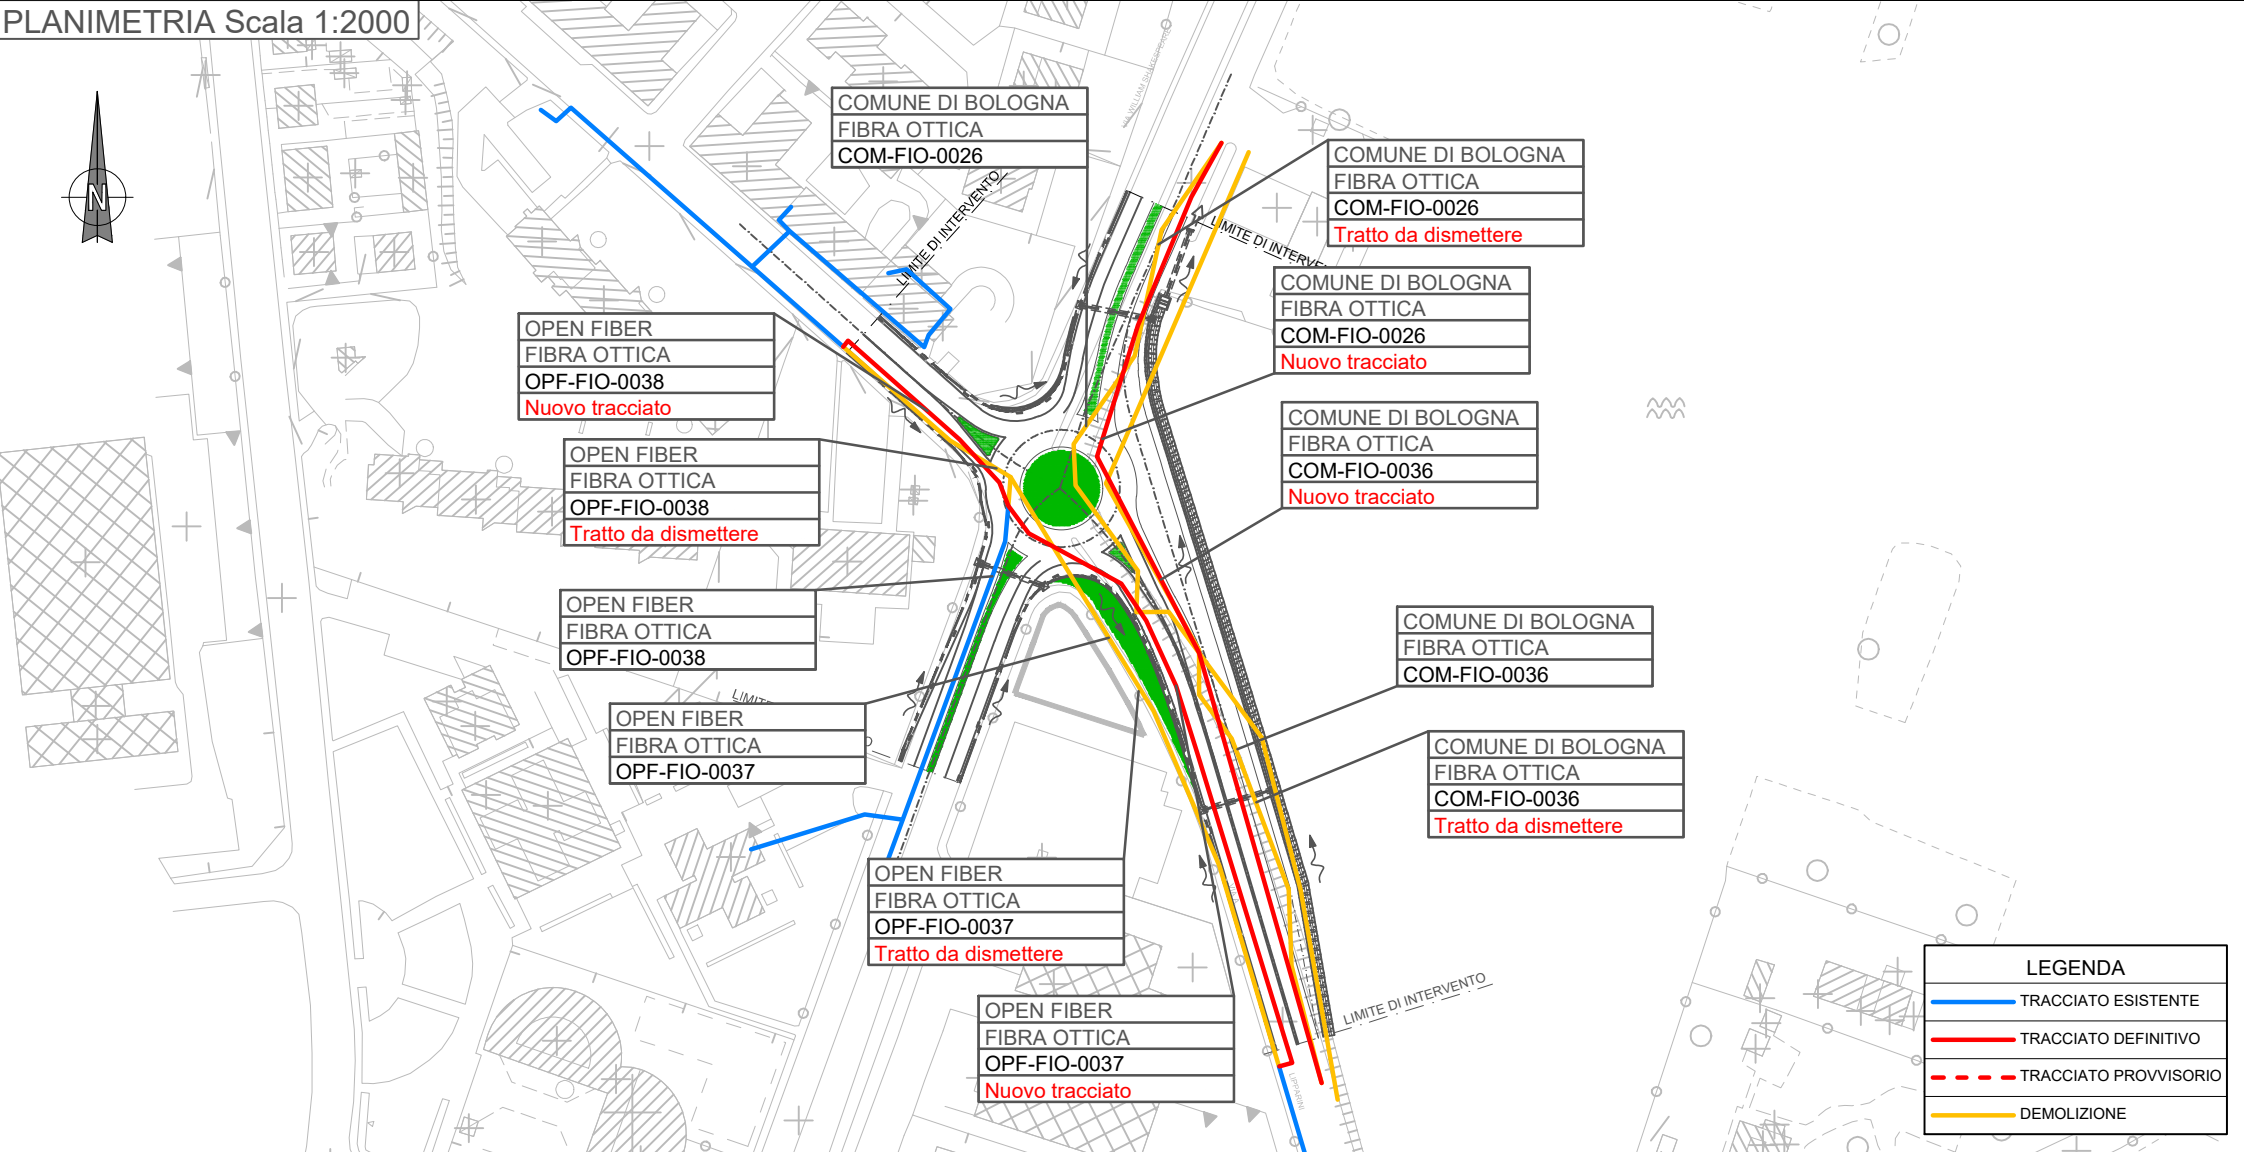 PLANIMETRIA Scala 1:2000
N
COMUNE DI BOLOGNA
FIBRA OTTICA
COM-FIO-0026
LIMITE DI INTERVENTO
COMUNE DI BOLOGNA
FIBRA OTTICA
COM-FIO-0026
Tratto da dismettere
LIMITE DI INTERVE
COMUNE DI BOLOGNA
FIBRA OTTICA
COM-FIO-0026
Nuovo tracciato
OPEN FIBER
FIBRA OTTICA
OPF-FIO-0038
Nuovo tracciato
COMUNE DI BOLOGNA
FIBRA OTTICA
COM-FIO-0036
Nuovo tracciato
OPEN FIBER
FIBRA OTTICA
OPF-FIO-0038
Tratto da dismettere
OPEN FIBER
FIBRA OTTICA
OPF-FIO-0038
COMUNE DI BOLOGNA
FIBRA OTTICA
COM-FIO-0036
LIMITE
O
OPEN FIBER
FIBRA OTTICA
OPF-FIO-0037
COMUNE DI BOLOGNA
FIBRA OTTICA
COM-FIO-0036
Tratto da dismettere
OPEN FIBER
FIBRA OTTICA
OPF-FIO-0037
Tratto da dismettere
OPEN FIBER
FIBRA OTTICA
OPF-FIO-0037
Nuovo tracciato
LIMITE DI INTERVENTO
LIPPARINI
LEGENDA
TRACCIATO ESISTENTE
TRACCIATO DEFINITIVO
TRACCIATO PROVVISORIO
DEMOLIZIONE